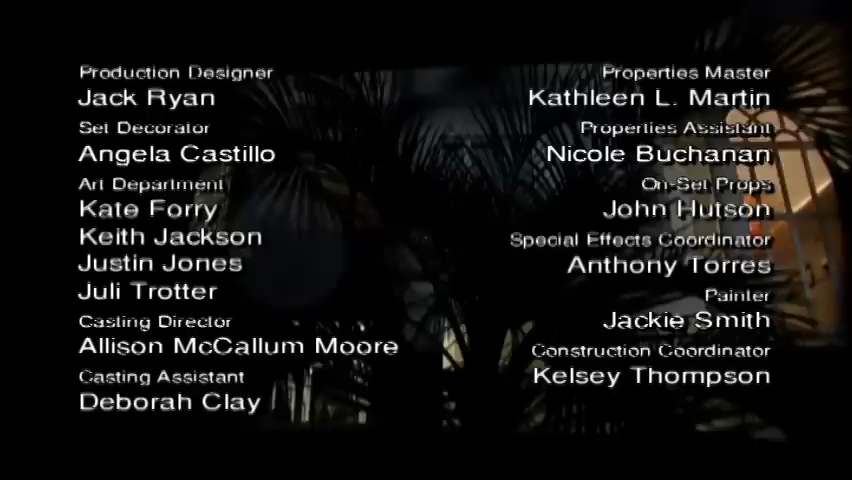 Production Designer
Jack Ryan
Set Decorator
Angela Castillo
Art Department
Kate Forry
Keith Jackson
Justin Jones
Juli Trotter
Casting Director
Allison McCallum Moore
Casting Assistant
Deborah Clay
Properties Master
Kathleen L. Martin
Properties Assistant
Nicole Buchanan
On-Set Props
John Hutson
Special Effects Coordinator
Anthony Torres
Painter
Jackie Smith
Construction Coordinator
Kelsey Thompson